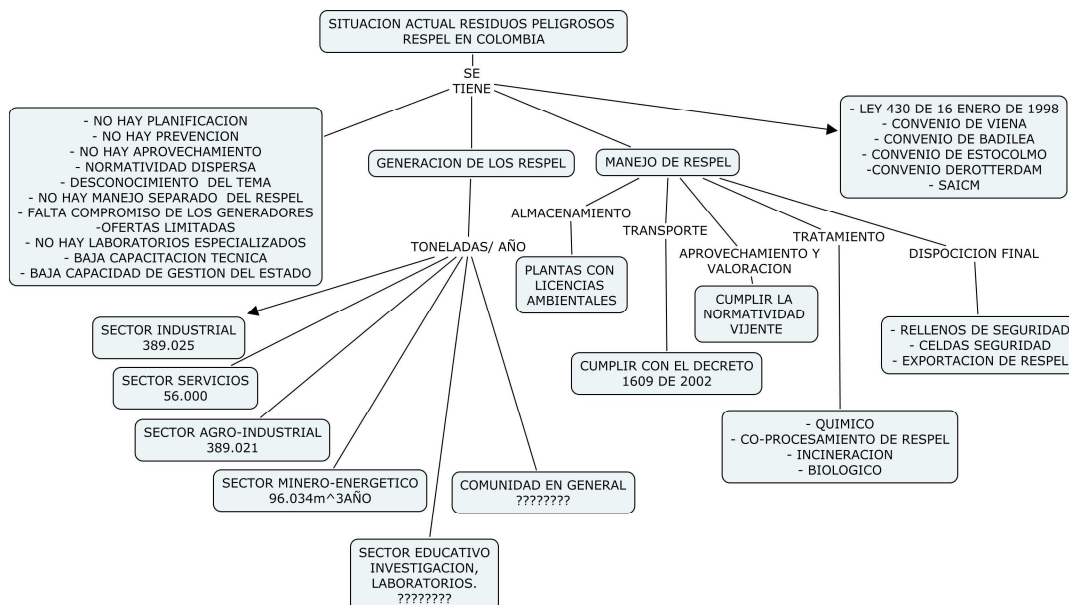 SITUACION ACTUAL RESIDUOS PELIGROSOS
RESPEL EN COLOMBIA
SE
TIENE
- NO HAY PLANIFICACION
- NO HAY PREVENCION
- NO HAY APROVECHAMIENTO
- NORMATIVIDAD DISPERSA
- DESCONOCIMIENTO DEL TEMA
- NO HAY MANEJO SEPARADO DEL RESPEL
- FALTA COMPROMISO DE LOS GENERADORES
-OFERTAS LIMITADAS
- NO HAY LABORATORIOS ESPECIALIZADOS
- BAJA CAPACITACION TECNICA
- BAJA CAPACIDAD DE GESTION DEL ESTADO
GENERACION DE LOS RESPEL
MANEJO DE RESPEL
- LEY 430 DE 16 ENERO DE 1998
- CONVENIO DE VIENA
- CONVENIO DE BADILEA
- CONVENIO DE ESTOCOLMO
-CONVENIO DEROTTERDAM
- SAICM
TONELADAS/ AÑO
SECTOR INDUSTRIAL
389.025
SECTOR SERVICIOS
56.000
SECTOR AGRO-INDUSTRIAL
389.021
SECTOR MINERO-ENERGETICO
96.034m^3AÑO
SECTOR EDUCATIVO
INVESTIGACION,
LABORATORIOS.
????????
COMUNIDAD EN GENERAL
????????
ALMACENAMIENTO
PLANTAS CON
LICENCIAS
AMBIENTALES
TRANSPORTE
CUMPLIR CON EL DECRETO
1609 DE 2002
APROVECHAMIENTO Y
VALORACION
CUMPLIR LA
NORMATIVIDAD
VIJENTE
TRATAMIENTO
- QUIMICO
- CO-PROCESAMIENTO DE RESPEL
- INCINERACION
- BIOLOGICO
DISPOCICION FINAL
- RELLENOS DE SEGURIDAD
- CELDAS SEGURIDAD
- EXPORTACION DE RESPEL